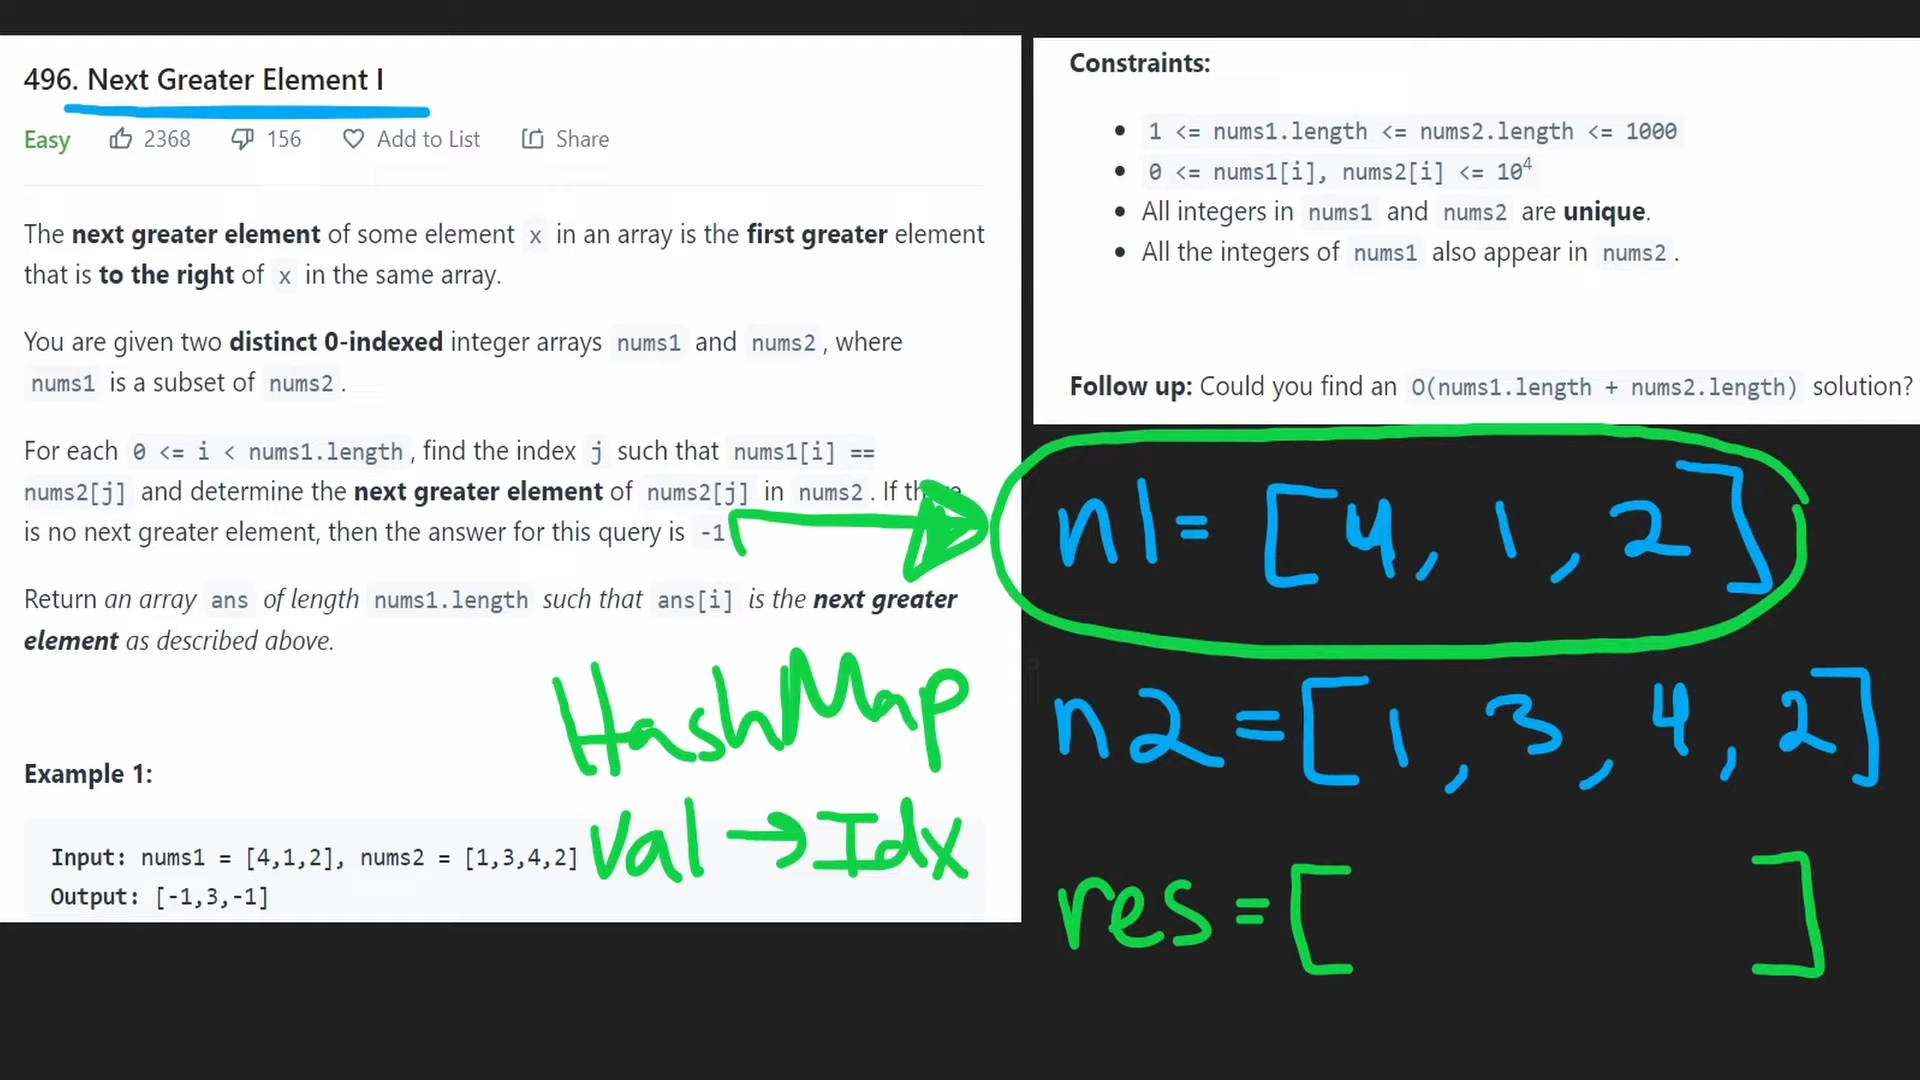 496. Next Greater Element I
Easy 2368 156 Add to List Share
The next greater element of some element x in an array is the first greater element
that is to the right of x in the same array.
You are given two distinct 0-indexed integer arrays nums1 and nums2, where
nums1 is a subset of nums2.
For each 0 <= i < nums1.length, find the index j such that nums1[i] ==
nums2[j] and determine the next greater element of nums2[j] in nums2. If there
is no next greater element, then the answer for this query is -1
Return an array ans of length nums1.length such that ans[i] is the next greater
element as described above.
HashMap
Val → Idx
Example 1:
Input: nums1 = [4,1,2], nums2 = [1,3,4,2]
Output: [-1,3,-1]
Constraints:
• 1 <= nums1.length <= nums2.length <= 1000
• 0 <= nums1[i], nums2[i] <= 10⁴
• All integers in nums1 and nums2 are unique.
• All the integers of nums1 also appear in nums2.
Follow up: Could you find an O(nums1.length + nums2.length) solution?
n1= [4, 1, 2]
n2=[1, 3, 4, 2]
res=[ ]